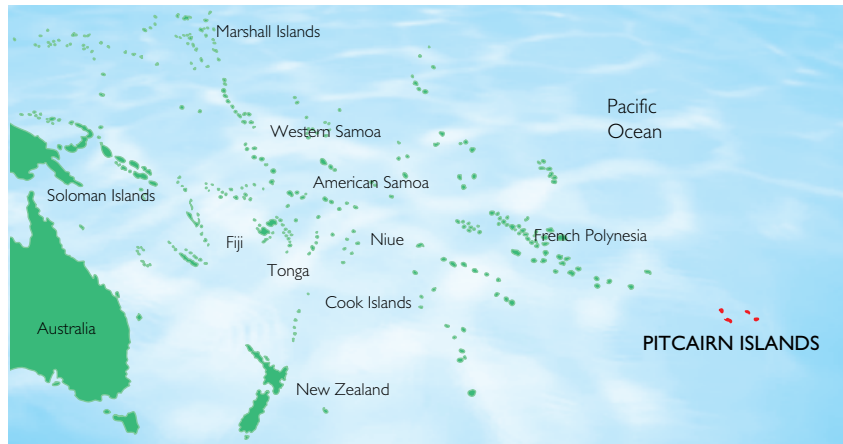 Marshall Islands
Pacific
Ocean
Western Samoa
American Samoa
Soloman Islands
French Polynesia
Fiji
Niue
Tonga
Cook Islands
Australia
PITCAIRN ISLANDS
New Zealand